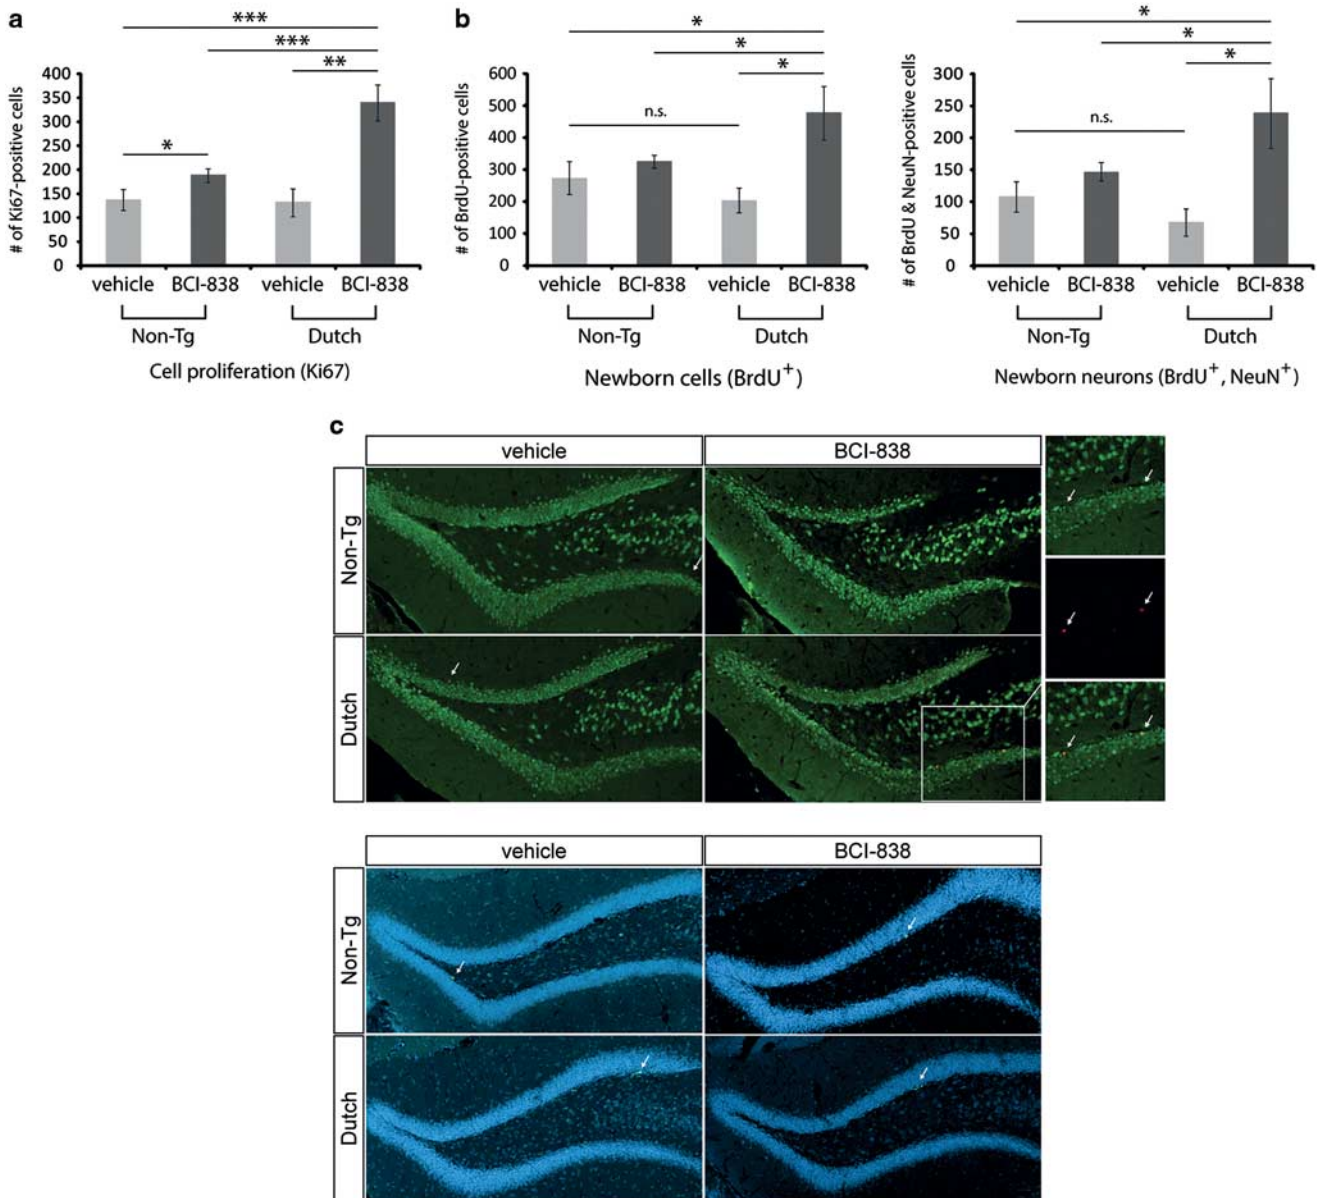 a
***
***
**
# of Ki67-positive cells
400
350
300
250
200
150
100
50
0
*
vehicle BCI-838 vehicle BCI-838
Non-Tg Dutch
Cell proliferation (Ki67)
b
*
*
*
# of BrdU-positive cells
600
500
400
300
200
100
0
n.s.
vehicle BCI-838 vehicle BCI-838
Non-Tg Dutch
Newborn cells (BrdU+)
*
*
*
# of BrdU & NeuN-positive cells
300
250
200
150
100
50
0
n.s.
vehicle BCI-838 vehicle BCI-838
Non-Tg Dutch
Newborn neurons (BrdU+, NeuN+)
c
vehicle BCI-838
Non-Tg
Dutch
vehicle BCI-838
Non-Tg
Dutch